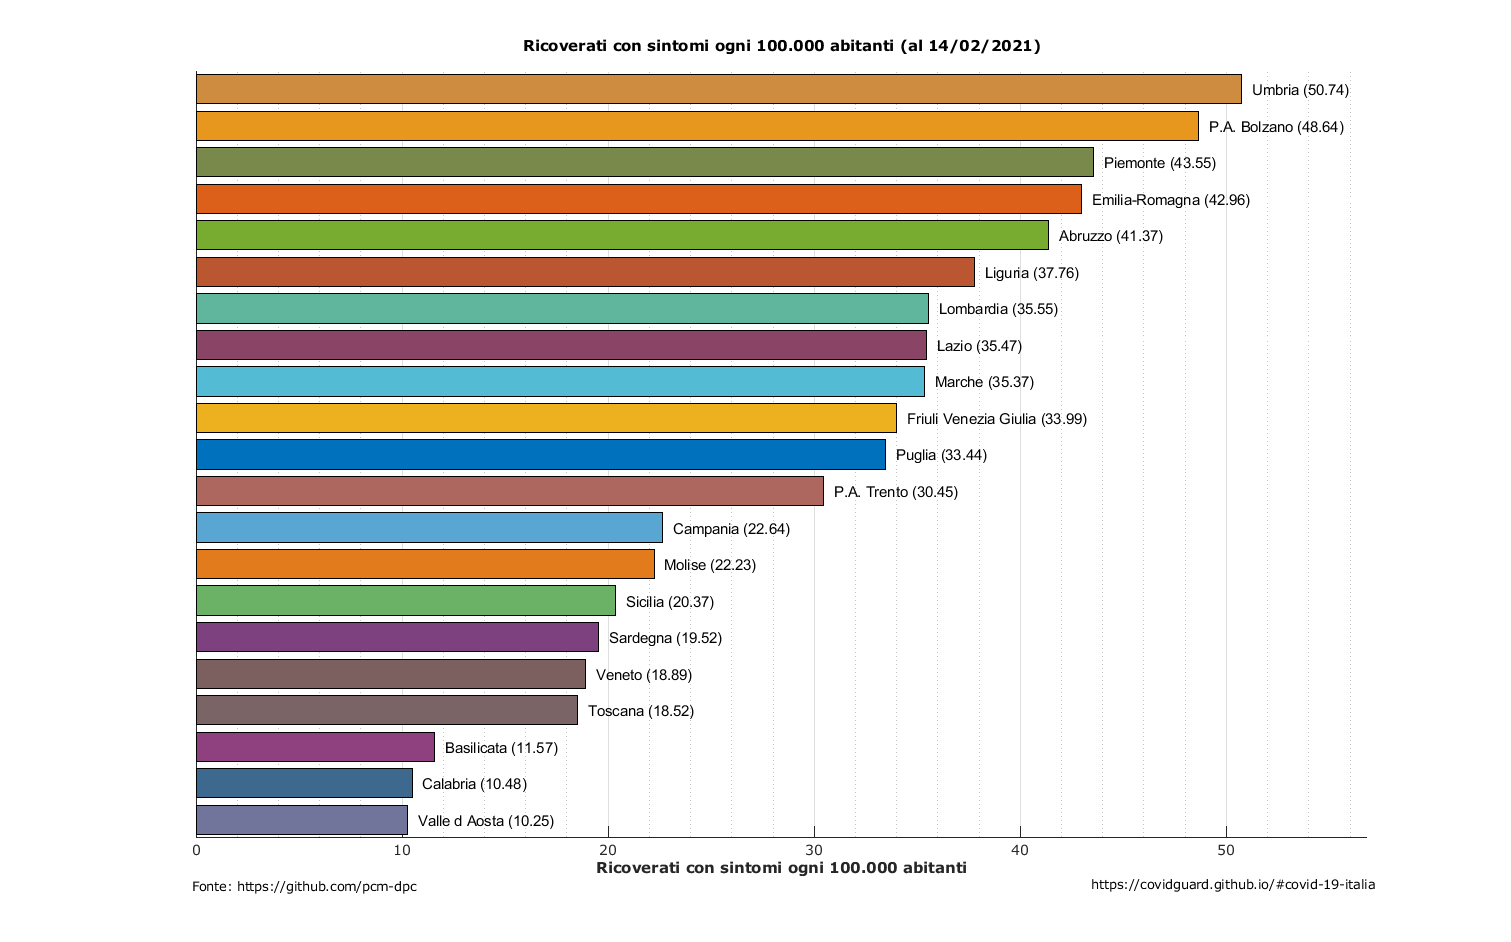 Ricoverati con sintomi ogni 100.000 abitanti (al 14/02/2021)
Umbria (50.74)
P.A. Bolzano (48.64)
Piemonte (43.55)
Emilia-Romagna (42.96)
Abruzzo (41.37)
Liguria (37.76)
Lombardia (35.55)
Lazio (35.47)
Marche (35.37)
Friuli Venezia Giulia (33.99)
Puglia (33.44)
P.A. Trento (30.45)
Campania (22.64)
Molise (22.23)
Sicilia (20.37)
Sardegna (19.52)
Veneto (18.89)
Toscana (18.52)
Basilicata (11.57)
Calabria (10.48)
Valle d Aosta (10.25)
0 10 20 30 40 50
Ricoverati con sintomi ogni 100.000 abitanti
Fonte: https://github.com/pcm-dpc
https://covidguard.github.io/#covid-19-italia